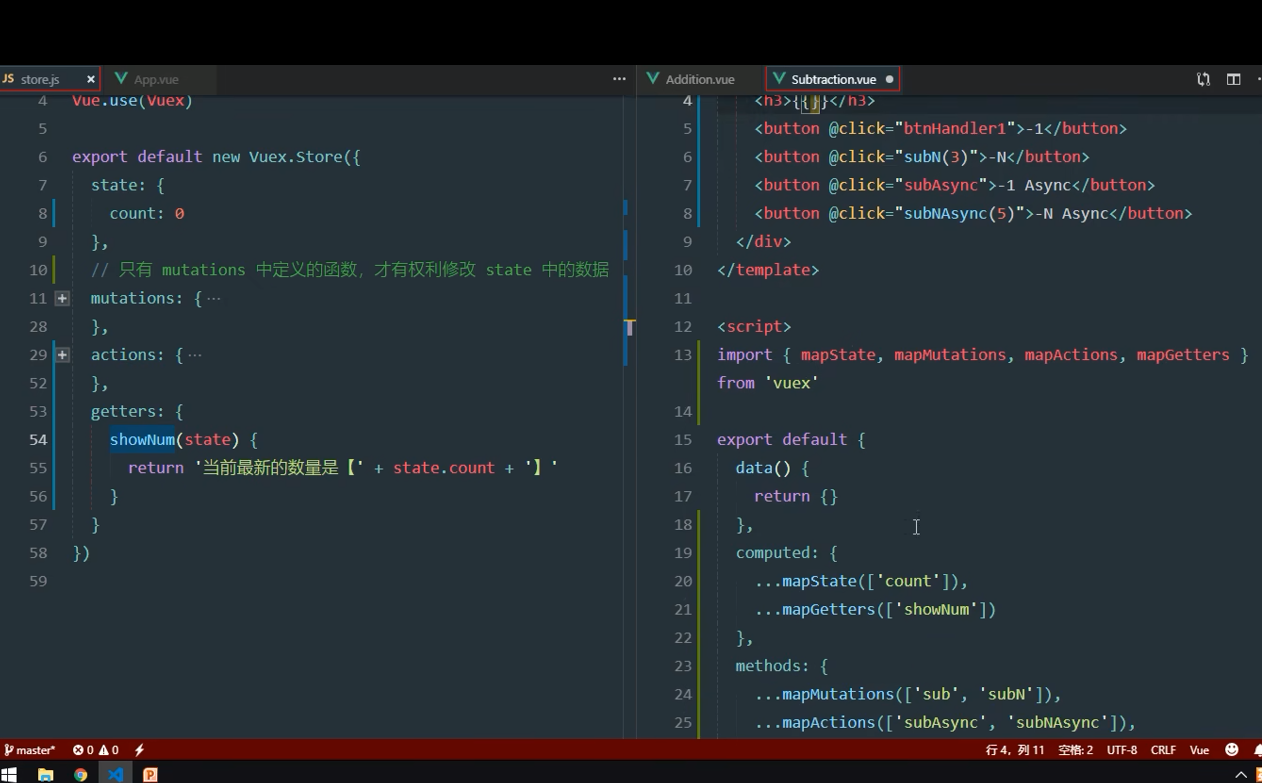 JS store.js × App.vue ···
4 Vue.use(Vuex)
5
6 export default new Vuex.Store({
7 state: {
8 count: 0
9 },
10 // 只有 mutations 中定义的函数，才有权利修改 state 中的数据
11 mutations: {···
28 },
29 actions: {···
52 },
53 getters: {
54 showNum(state) {
55 return '当前最新的数量是【' + state.count + '】'
56 }
57 }
58 })
59
Addition.vue Subtraction.vue ●
4 <h3>{{}}</h3>
5 <button @click="btnHandler1">-1</button>
6 <button @click="subN(3)">-N</button>
7 <button @click="subAsync">-1 Async</button>
8 <button @click="subNAsync(5)">-N Async</button>
9 </div>
10 </template>
11
12 <script>
13 import { mapState, mapMutations, mapActions, mapGetters }
from 'vuex'
14
15 export default {
16 data() {
17 return {}
18 },
19 computed: {
20 ...mapState(['count']),
21 ...mapGetters(['showNum'])
22 },
23 methods: {
24 ...mapMutations(['sub', 'subN']),
25 ...mapActions(['subAsync', 'subNAsync']),
master* 0 0 行 4，列 11 空格: 2 UTF-8 CRLF Vue